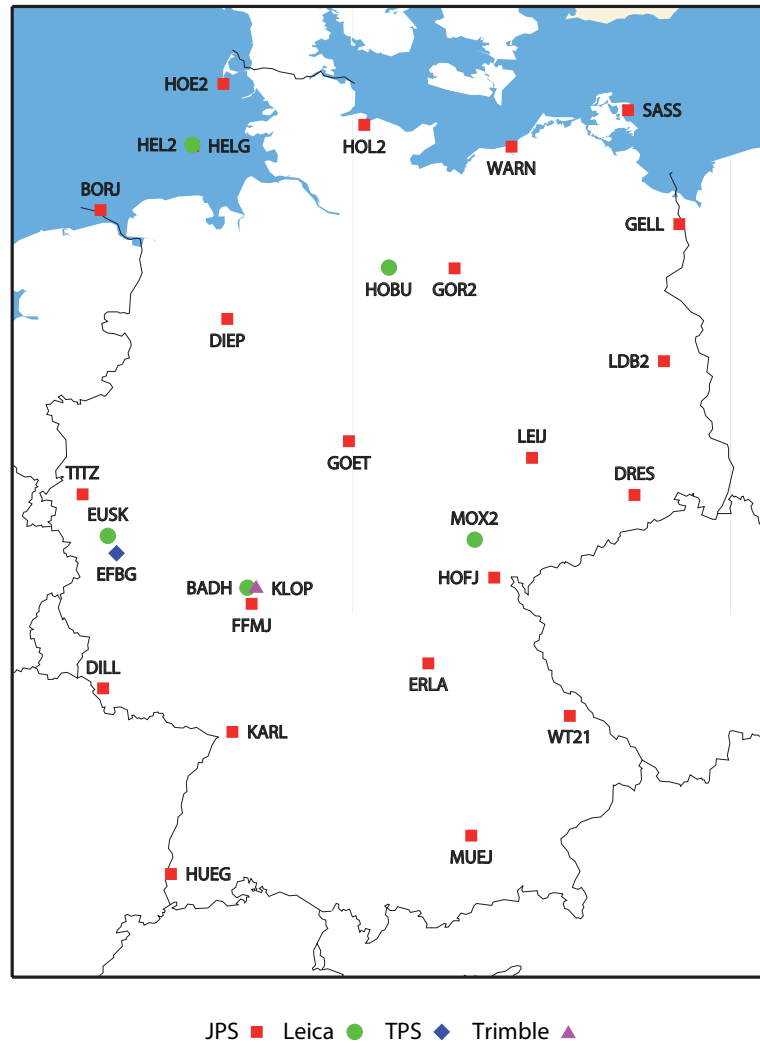 HOE2
SASS
HOL2
HEL2 HELG
WARN
BORJ
GELL
HOBU GOR2
DIEP
LDB2
LEIJ
GOET
TITZ
DRES
EUSK
MOX2
EFBG
HOFJ
BADH KLOP
FFMJ
DILL
ERLA
KARL
WT21
MUEJ
HUEG
JPS Leica TPS Trimble